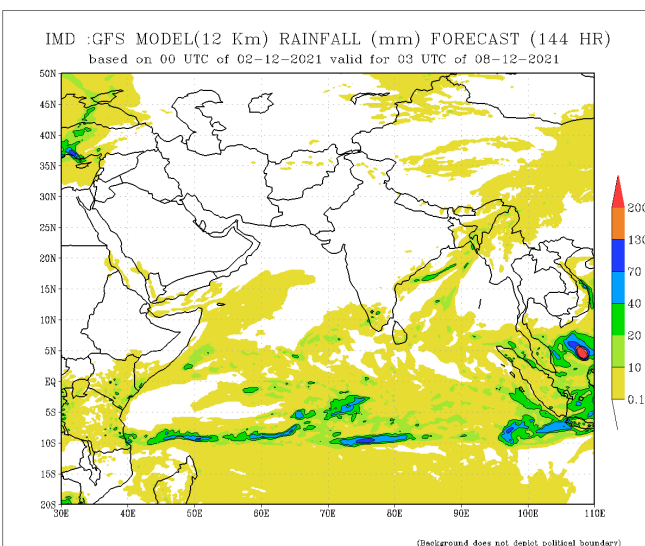 IMD :GFS MODEL(12 Km) RAINFALL (mm) FORECAST (144 HR)
based on 00 UTC of 02-12-2021 valid for 03 UTC of 08-12-2021
50N
45N
40N
35N
30N
25N
20N
15N
10N
5N
EQ
5S
10S
15S
20S
30E 40E 50E 60E 70E 80E 90E 100E 110E
200
130
70
40
20
10
0.1
(Background does not depict political boundary)